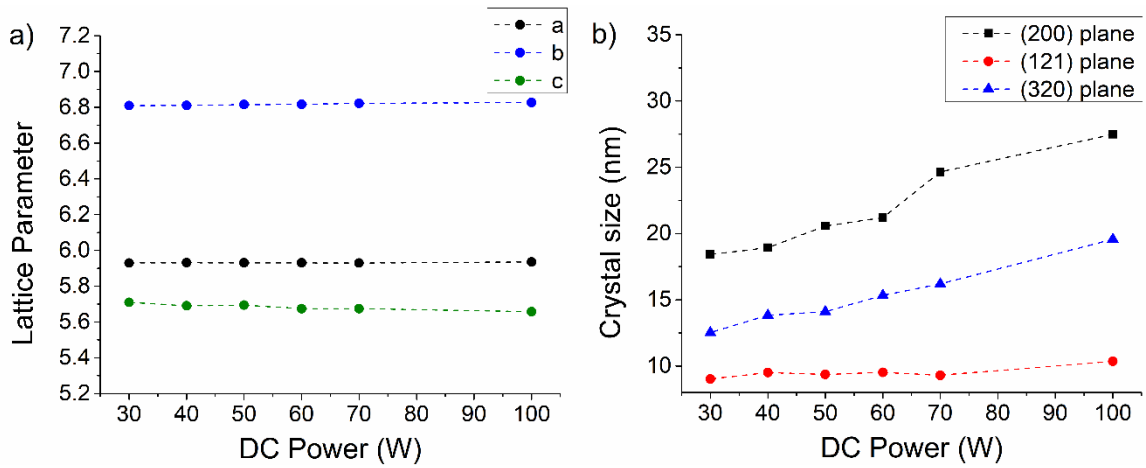 a)
Lattice Parameter
7.2
7.0
6.8
6.6
6.4
6.2
6.0
5.8
5.6
5.4
5.2
30 40 50 60 70 80 90 100
DC Power (W)
a
b
c
b)
Crystal size (nm)
35
30
25
20
15
10
30 40 50 60 70 80 90 100
DC Power (W)
(200) plane
(121) plane
(320) plane